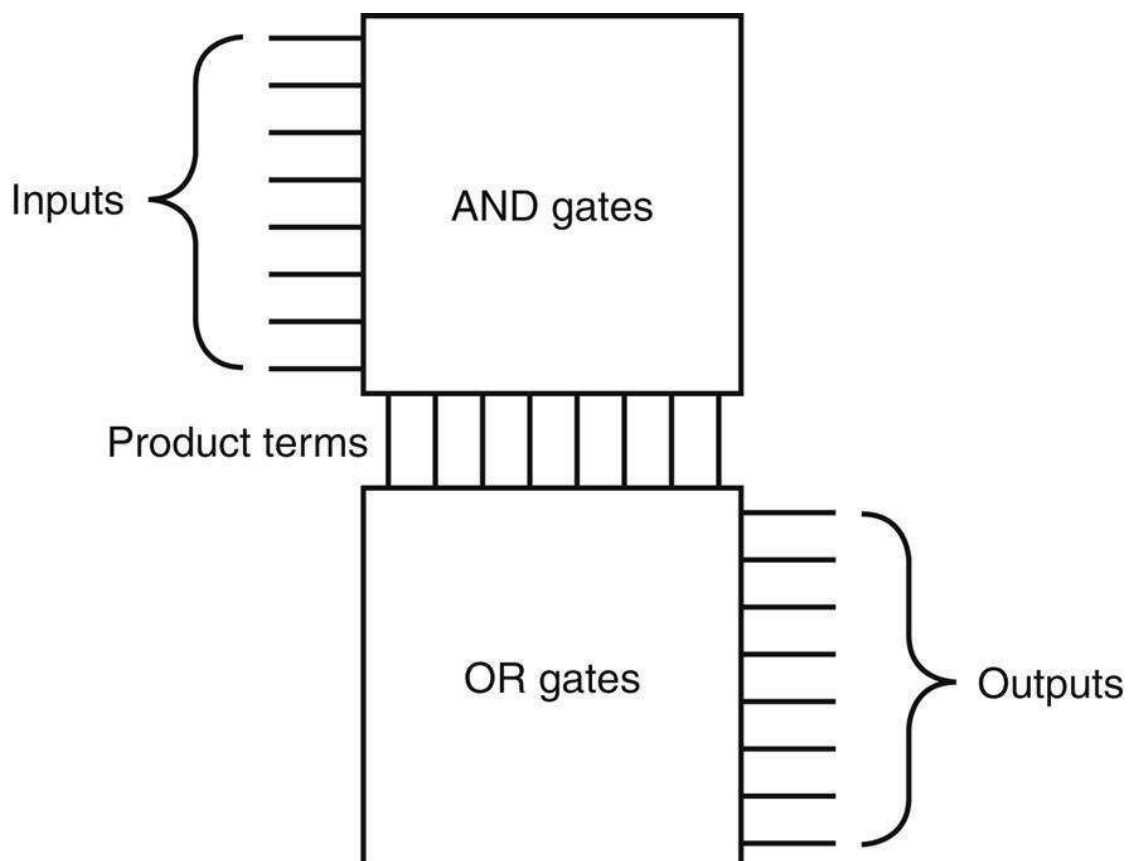 Inputs
AND gates
Product terms
OR gates
Outputs